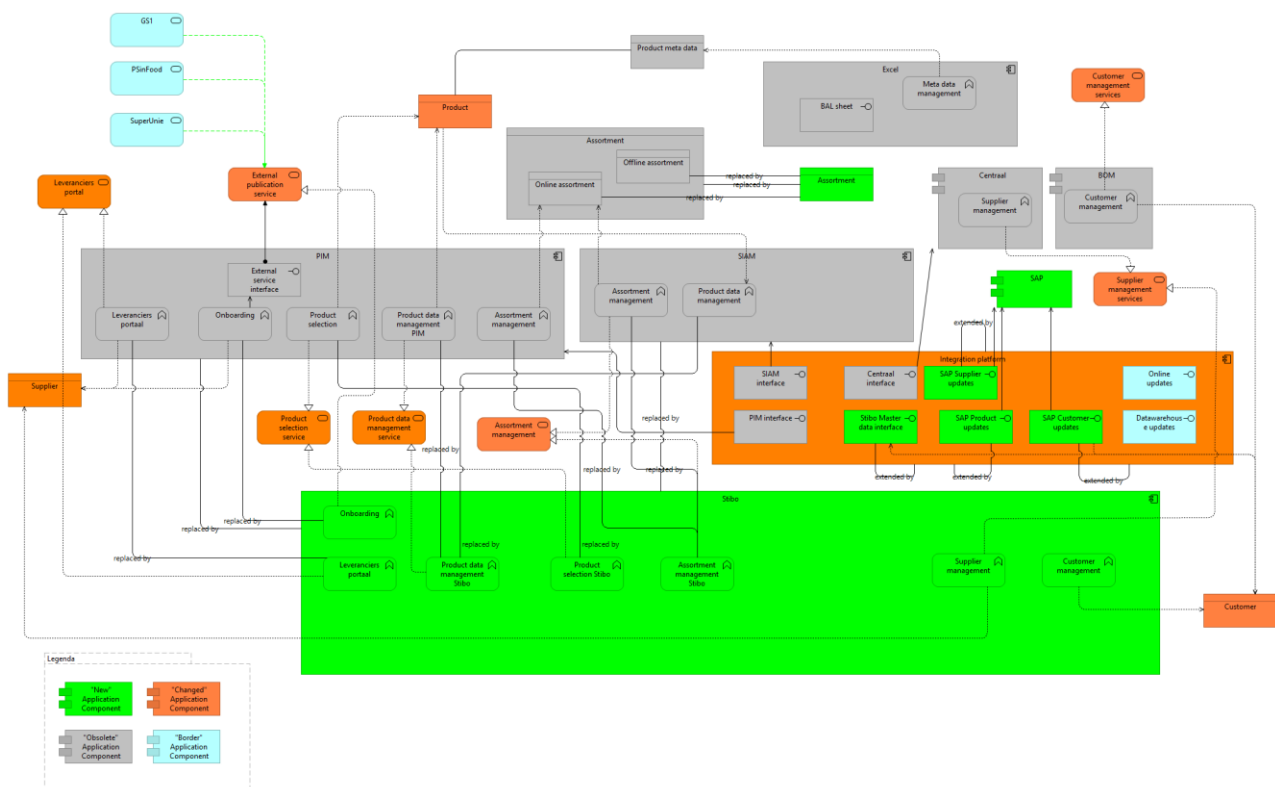 GS1
PSinFood
SuperUnie
Leveranciers
portal
External
publication
service
Product
Product meta data
Excel
BAL sheet
Meta data
management
Customer
management
services
Assortment
Offline assortment
Online assortment
replaced by
replaced by
replaced by
Assortment
Centraal
Supplier
management
BOM
Customer
management
PIM
External
service
interface
Leveranciers
portaal
Onboarding
Product
selection
Product data
management
PIM
Assortment
management
SIAM
Assortment
management
Product data
management
SAP
Supplier
management
services
extended by
Integration platform
SIAM
interface
Centraal
interface
SAP Supplier
updates
Online
updates
PIM interface
Stibo Master
data interface
SAP Product
updates
SAP Customer
updates
Datawarehous
e updates
extended by
extended by
extended by
Supplier
Product
selection
service
Product data
management
service
Assortment
management
replaced by
replaced by
replaced by
replaced by
Stibo
Onboarding
replaced by
replaced by
replaced by
replaced by
replaced by
Leveranciers
portaal
Product data
management
Stibo
Product
selection Stibo
Assortment
management
Stibo
Supplier
management
Customer
management
Customer
Legenda
"New"
Application
Component
"Changed"
Application
Component
"Obsolete"
Application
Component
"Border"
Application
Component